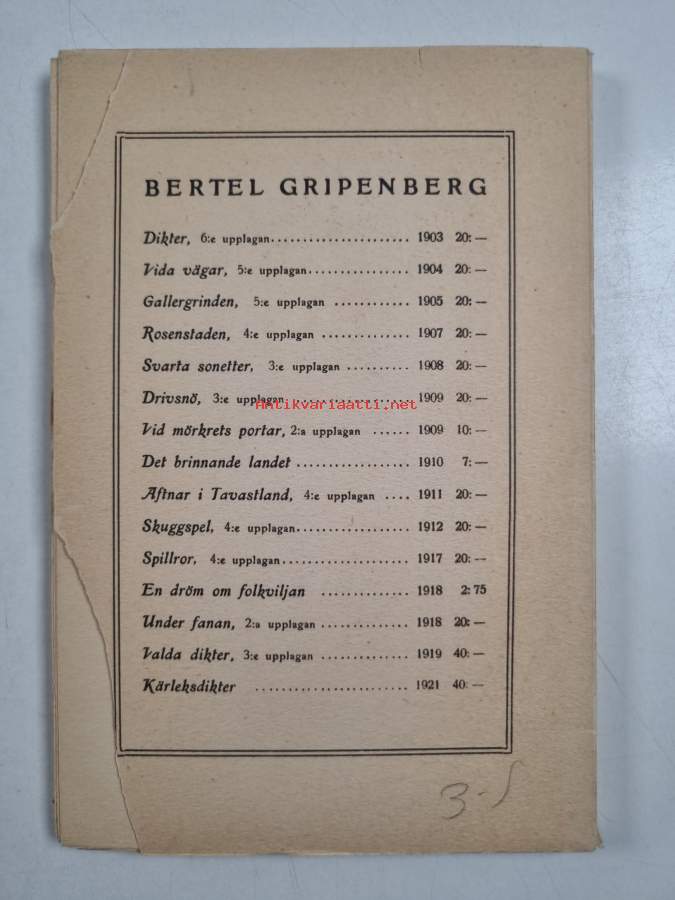 BERTEL GRIPENBERG
Dikter, 6:e upplagan...................... 1903 20:—
Vida vägar, 5:e upplagan................ 1904 20:—
Gallergrinden, 5:e upplagan ............ 1905 20:—
Rosenstaden, 4:e upplagan .............. 1907 20:—
Svarta sonetter, 3:e upplagan .......... 1908 20:—
Drivsnö, 3:e upplagan ................... 1909 20:—
Antikvariaatti.net
Vid mörkrets portar, 2:a upplagan ...... 1909 10:—
Det brinnande landet .................. 1910 7:—
Aftnar i Tavastland, 4:e upplagan .... 1911 20:—
Skuggspel, 4:e upplagan.................. 1912 20:—
Spillror, 4:e upplagan.................... 1917 20:—
En dröm om folkviljan .............. 1918 2:75
Under fanan, 2:a upplagan .............. 1918 20:—
Valda dikter, 3:e upplagan .............. 1919 40:—
Kärleksdikter ........................ 1921 40:—